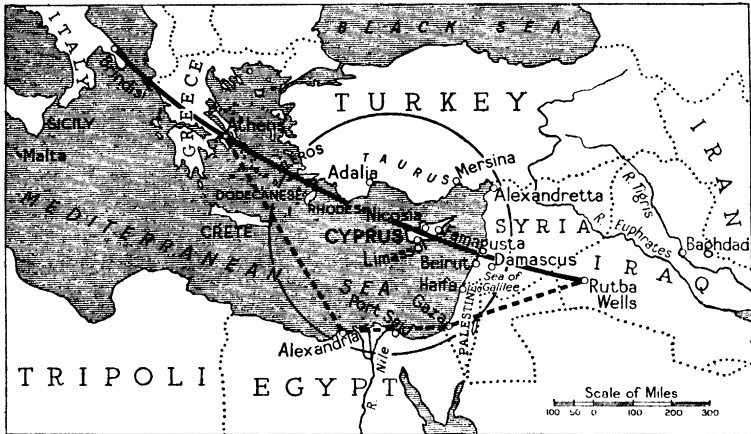 BLACK SEA
ITALY
Brindisi
GREECE
TURKEY
SICILY
Athens
Malta
LEROS
TAURUS
Adalia
Mersina
IRAN
R. Tigris
DODECANESE
RHODES
Alexandretta
MEDITERRANEAN SEA
Nicosia
SYRIA
R. Euphrates
CRETE
CYPRUS
Famagusta
Baghdad
Limassol
Damascus
Beirut
IRAQ
Haifa
Sea of
Galilee
Rutba
Wells
Port Said
Gaza
PALESTINE
Alexandria
R. Nile
TRIPOLI
EGYPT
Scale of Miles
100 50 0 100 200 300